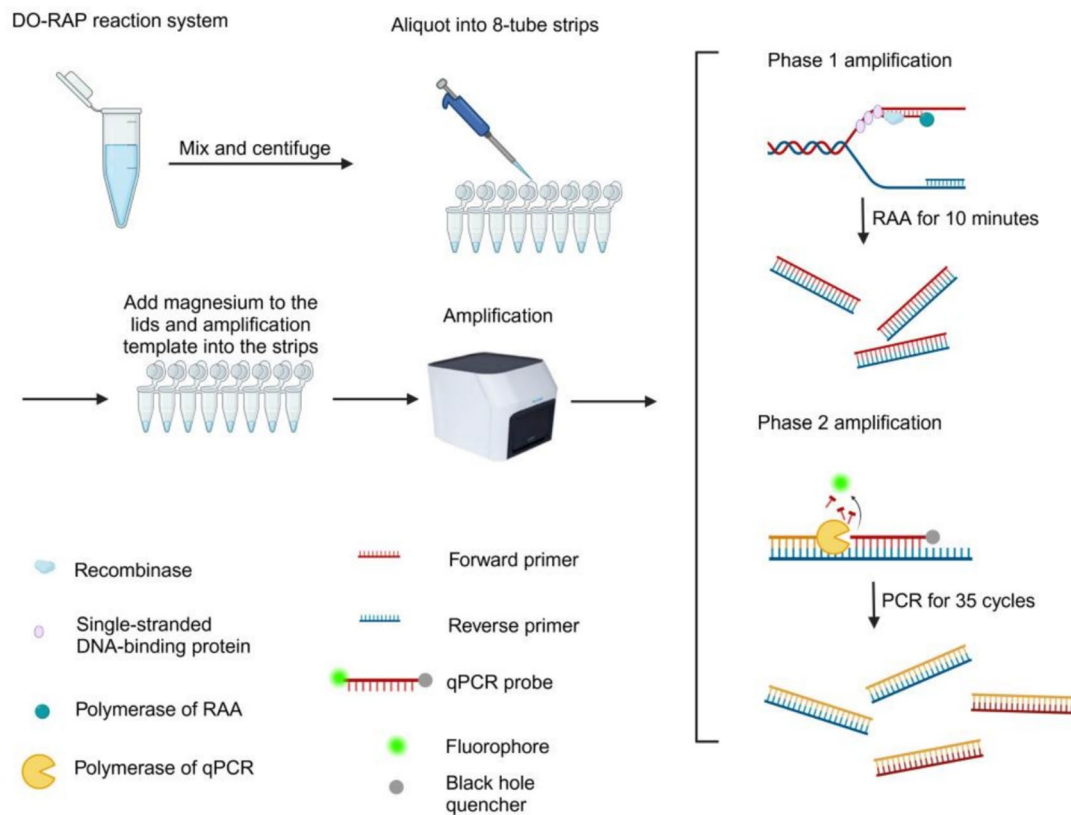 DO-RAP reaction system
Mix and centifuge
Aliquot into 8-tube strips
Add magnesium to the
lids and amplification
template into the strips
Amplification
Phase 1 amplification
RAA for 10 minutes
Phase 2 amplification
PCR for 35 cycles
Recombinase
Single-stranded
DNA-binding protein
Polymerase of RAA
Polymerase of qPCR
Forward primer
Reverse primer
qPCR probe
Fluorophore
Black hole
quencher